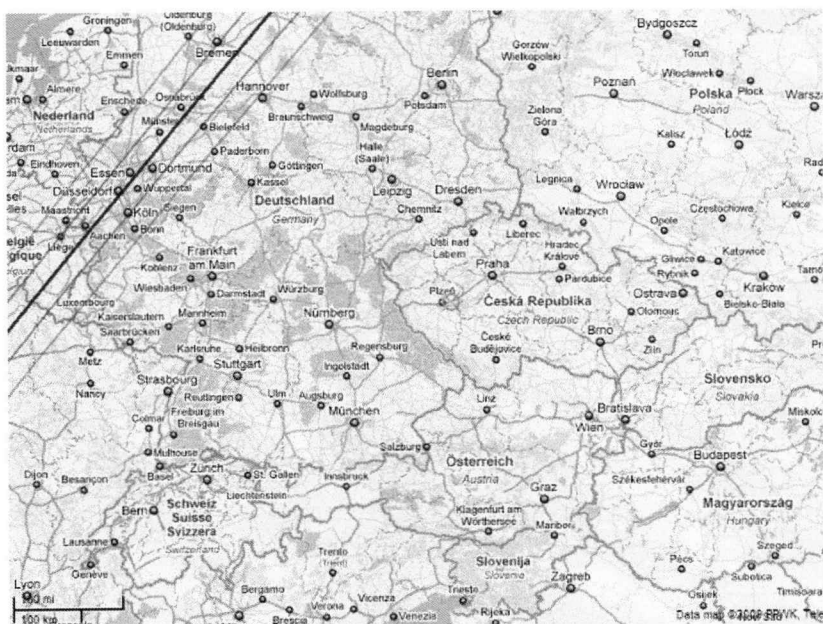 Groningen
Oldenburg
(Oldenburg)
Leeuwarden
Bremen
Emmen
Bydgoszcz
Toruń
Gorzów
Wielkopolski
Włocławek
Płock
Berlin
Potsdam
Poznań
Polska
Poland
Almere
Enschede
Osnabrück
Hannover
Wolfsburg
Braunschweig
Nederland
Netherlands
Münster
Bielefeld
Magdeburg
Zielona
Góra
Kalisz
Łódź
Eindhoven
Essen
Dortmund
Paderborn
Göttingen
Halle
(Saale)
Düsseldorf
Wuppertal
Kassel
Leipzig
Dresden
Legnica
Wrocław
Maastricht
Köln
Siegen
Deutschland
Germany
Chemnitz
Wałbrzych
Opole
Częstochowa
Kielce
Aachen
Bonn
Liege
Koblenz
Frankfurt
am Main
Wiesbaden
Ústí nad
Labem
Liberec
Hradec
Králové
Gliwice
Katowice
Praha
Pardubice
Rybnik
Kraków
Luxembourg
Darmstadt
Würzburg
Plzeň
Česká Republika
Czech Republic
Ostrava
Bielsko-Biala
Olomouc
Kaiserslautern
Mannheim
Saarbrücken
Nürnberg
Brno
Zlín
Metz
Karlsruhe
Heilbronn
Regensburg
České
Budějovice
Nancy
Strasbourg
Stuttgart
Ingolstadt
Slovensko
Slovakia
Reutlingen
Ulm
Augsburg
Linz
Colmar
Freiburg im
Breisgau
München
Wien
Bratislava
Miskolc
Mulhouse
Salzburg
Győr
Budapest
Dijon
Besançon
Basel
Zürich
St. Gallen
Liechtenstein
Innsbruck
Österreich
Austria
Székesfehérvár
Bern
Schweiz
Suisse
Svizzera
Switzerland
Graz
Magyarország
Hungary
Klagenfurt am
Wörthersee
Maribor
Lausanne
Genève
Trento
(Trient)
Slovenija
Slovenia
Pécs
Szeged
Subotica
Lyon
Bergamo
Brescia
Verona
Vicenza
Venezia
Trieste
Rijeka
Zagreb
Osijek
100 km